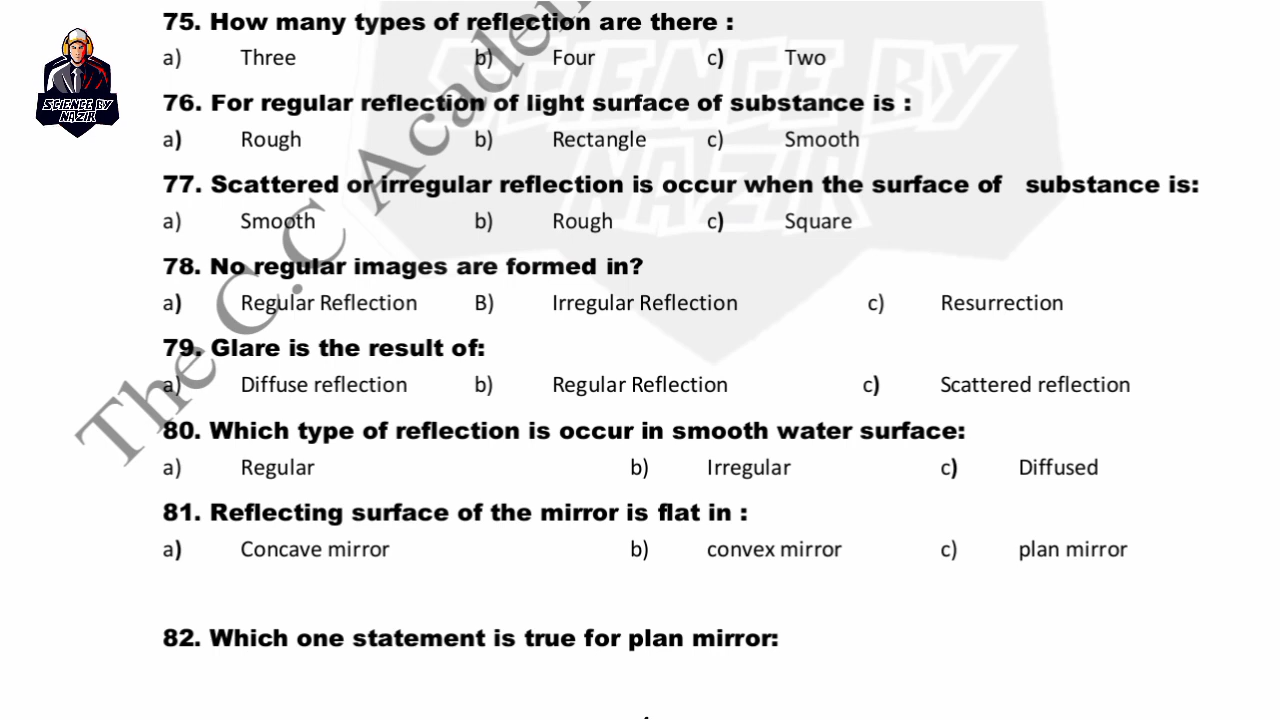 75. How many types of reflection are there :
a) Three b) Four c) Two
76. For regular reflection of light surface of substance is :
a) Rough b) Rectangle c) Smooth
77. Scattered or irregular reflection is occur when the surface of substance is:
a) Smooth b) Rough c) Square
78. No regular images are formed in?
a) Regular Reflection B) Irregular Reflection c) Resurrection
79. Glare is the result of:
a) Diffuse reflection b) Regular Reflection c) Scattered reflection
80. Which type of reflection is occur in smooth water surface:
a) Regular b) Irregular c) Diffused
81. Reflecting surface of the mirror is flat in :
a) Concave mirror b) convex mirror c) plan mirror
82. Which one statement is true for plan mirror:
SCIENCE BY
NAZIR
SCIENCE BY
NAZIR
The C.C Academ